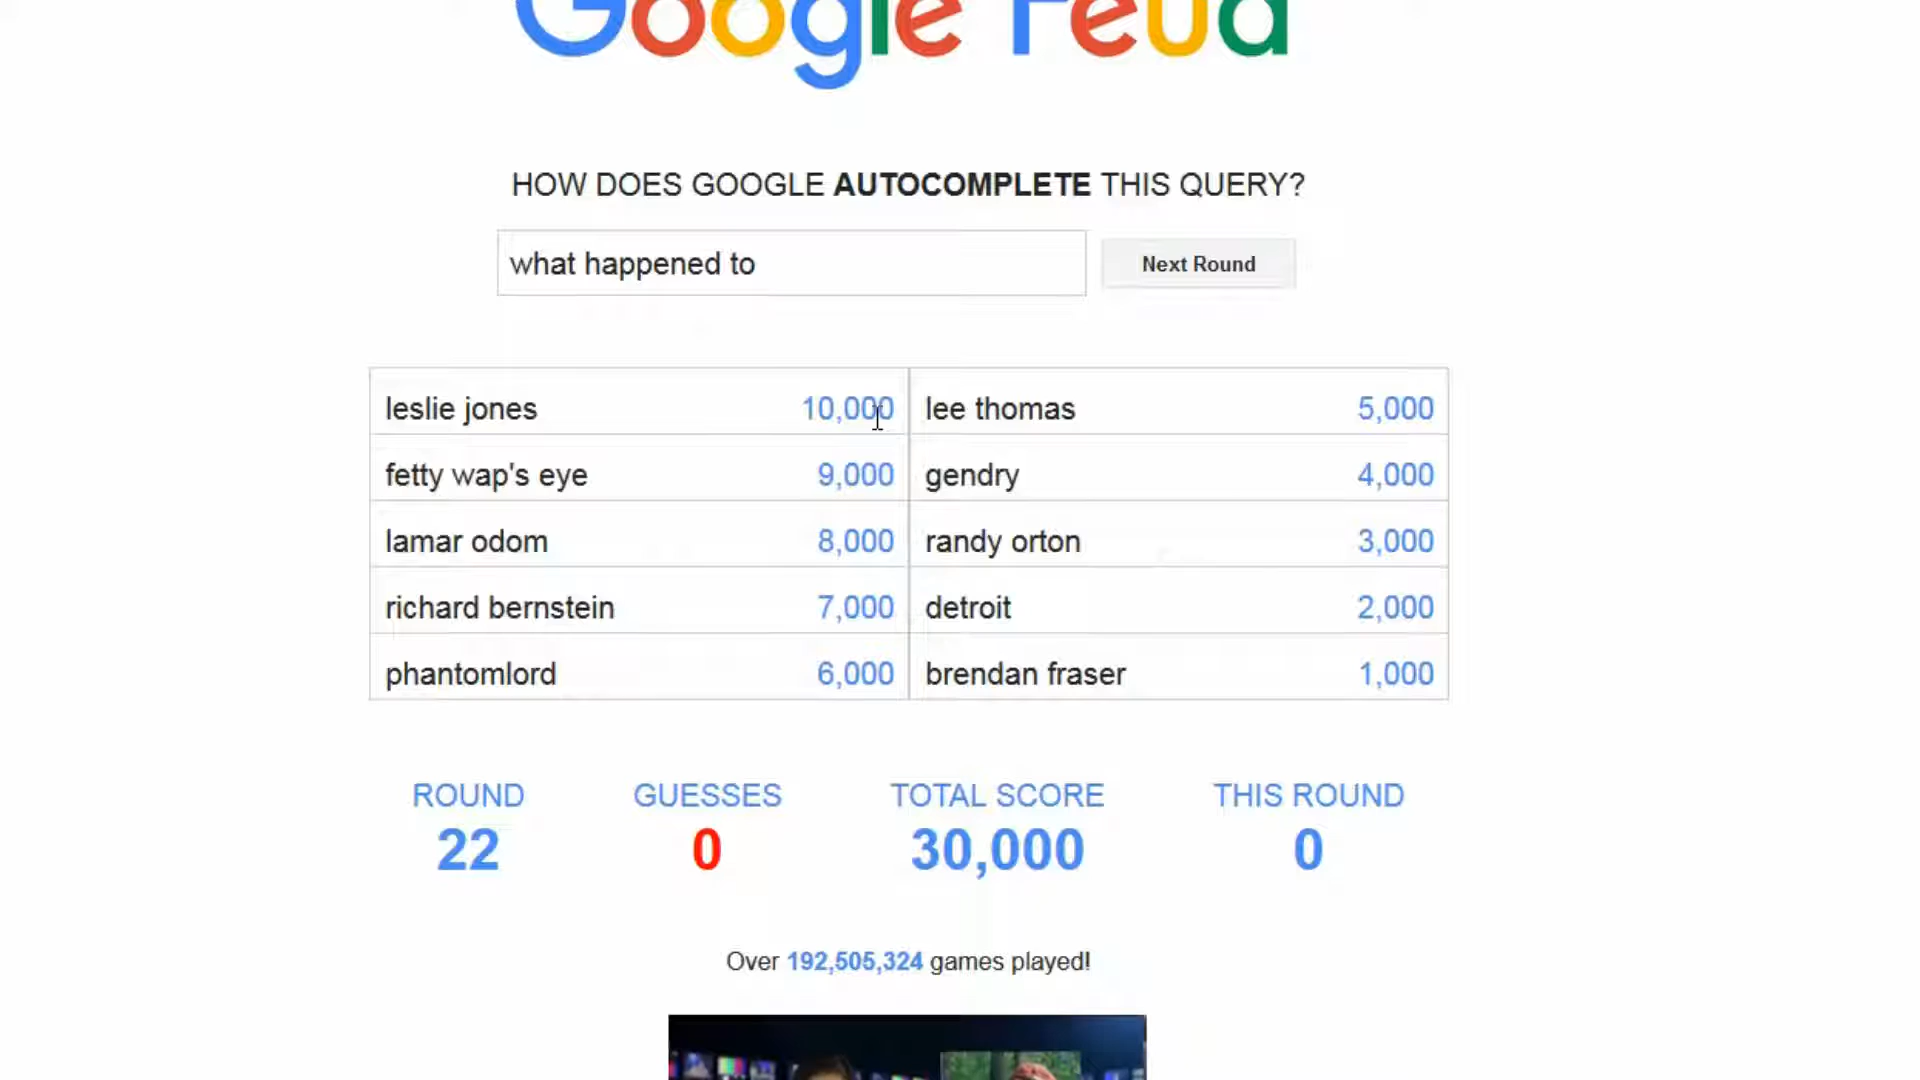 Google Feud
HOW DOES GOOGLE AUTOCOMPLETE THIS QUERY?
what happened to
Next Round
leslie jones 10,000 lee thomas 5,000
fetty wap's eye 9,000 gendry 4,000
lamar odom 8,000 randy orton 3,000
richard bernstein 7,000 detroit 2,000
phantomlord 6,000 brendan fraser 1,000
ROUND GUESSES TOTAL SCORE THIS ROUND
22 0 30,000 0
Over 192,505,324 games played!